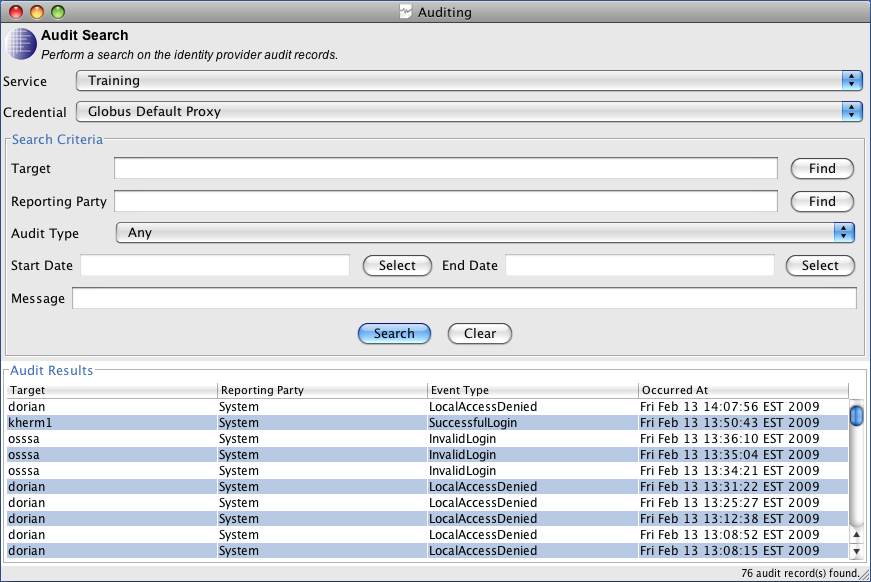 Auditing
Audit Search
Perform a search on the identity provider audit records.
Service Training
Credential Globus Default Proxy
Search Criteria
Target Find
Reporting Party Find
Audit Type Any
Start Date Select End Date Select
Message
Search Clear
Audit Results
Target Reporting Party Event Type Occurred At
dorian System LocalAccessDenied Fri Feb 13 14:07:56 EST 2009
kherm1 System SuccessfulLogin Fri Feb 13 13:50:43 EST 2009
osssa System InvalidLogin Fri Feb 13 13:36:10 EST 2009
osssa System InvalidLogin Fri Feb 13 13:35:04 EST 2009
osssa System InvalidLogin Fri Feb 13 13:34:21 EST 2009
dorian System LocalAccessDenied Fri Feb 13 13:31:22 EST 2009
dorian System LocalAccessDenied Fri Feb 13 13:25:27 EST 2009
dorian System LocalAccessDenied Fri Feb 13 13:12:38 EST 2009
dorian System LocalAccessDenied Fri Feb 13 13:08:52 EST 2009
dorian System LocalAccessDenied Fri Feb 13 13:08:15 EST 2009
76 audit record(s) found.